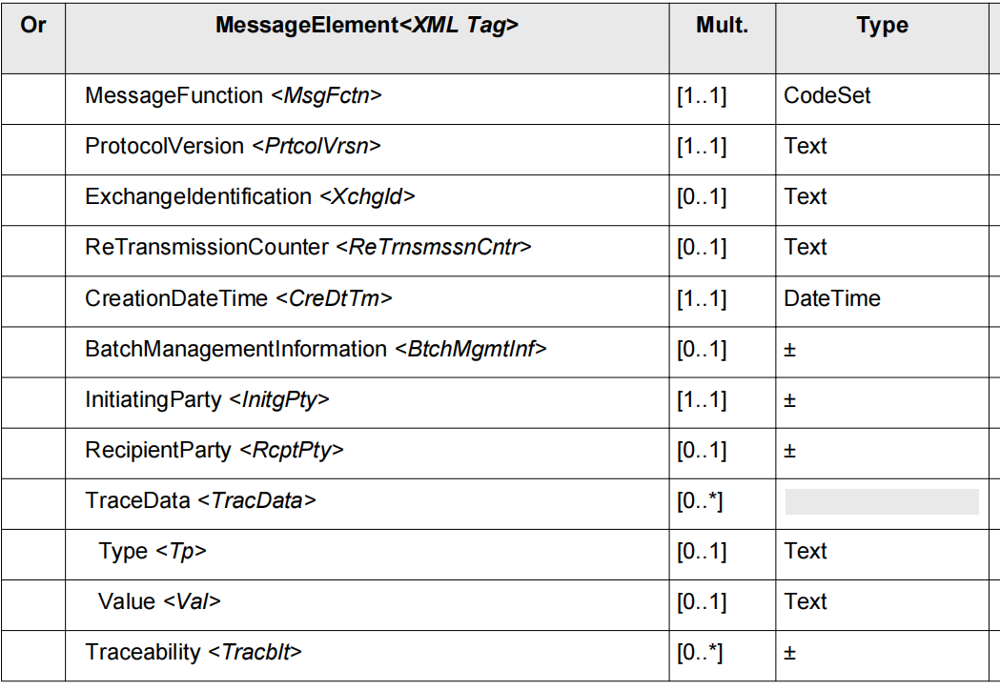 Or MessageElement<XML Tag> Mult. Type
MessageFunction <MsgFctn> [1..1] CodeSet
ProtocolVersion <PrtcolVrsn> [1..1] Text
ExchangeIdentification <XchgId> [0..1] Text
ReTransmissionCounter <ReTrnsmssnCntr> [0..1] Text
CreationDateTime <CreDtTm> [1..1] DateTime
BatchManagementInformation <BtchMgmtInf> [0..1] ±
InitiatingParty <InitgPty> [1..1] ±
RecipientParty <RcptPty> [0..1] ±
TraceData <TracData> [0..*]
Type <Tp> [0..1] Text
Value <Val> [0..1] Text
Traceability <Tracblt> [0..*] ±